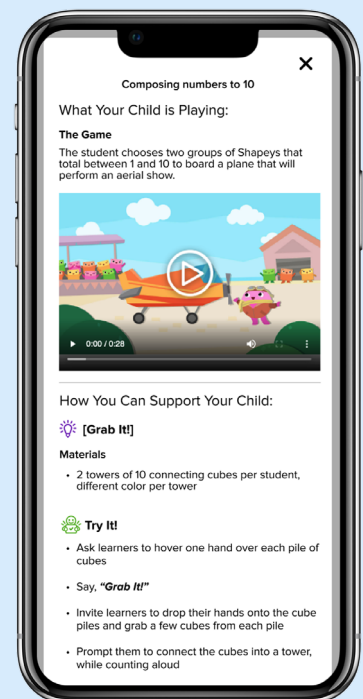 Composing numbers to 10
What Your Child is Playing:
The Game
The student chooses two groups of Shapeys that
total between 1 and 10 to board a plane that will
perform an aerial show.
0:00 / 0:28
How You Can Support Your Child:
[Grab It!]
Materials
• 2 towers of 10 connecting cubes per student,
different color per tower
Try It!
• Ask learners to hover one hand over each pile of
cubes
• Say, “Grab It!”
• Invite learners to drop their hands onto the cube
piles and grab a few cubes from each pile
• Prompt them to connect the cubes into a tower,
while counting aloud